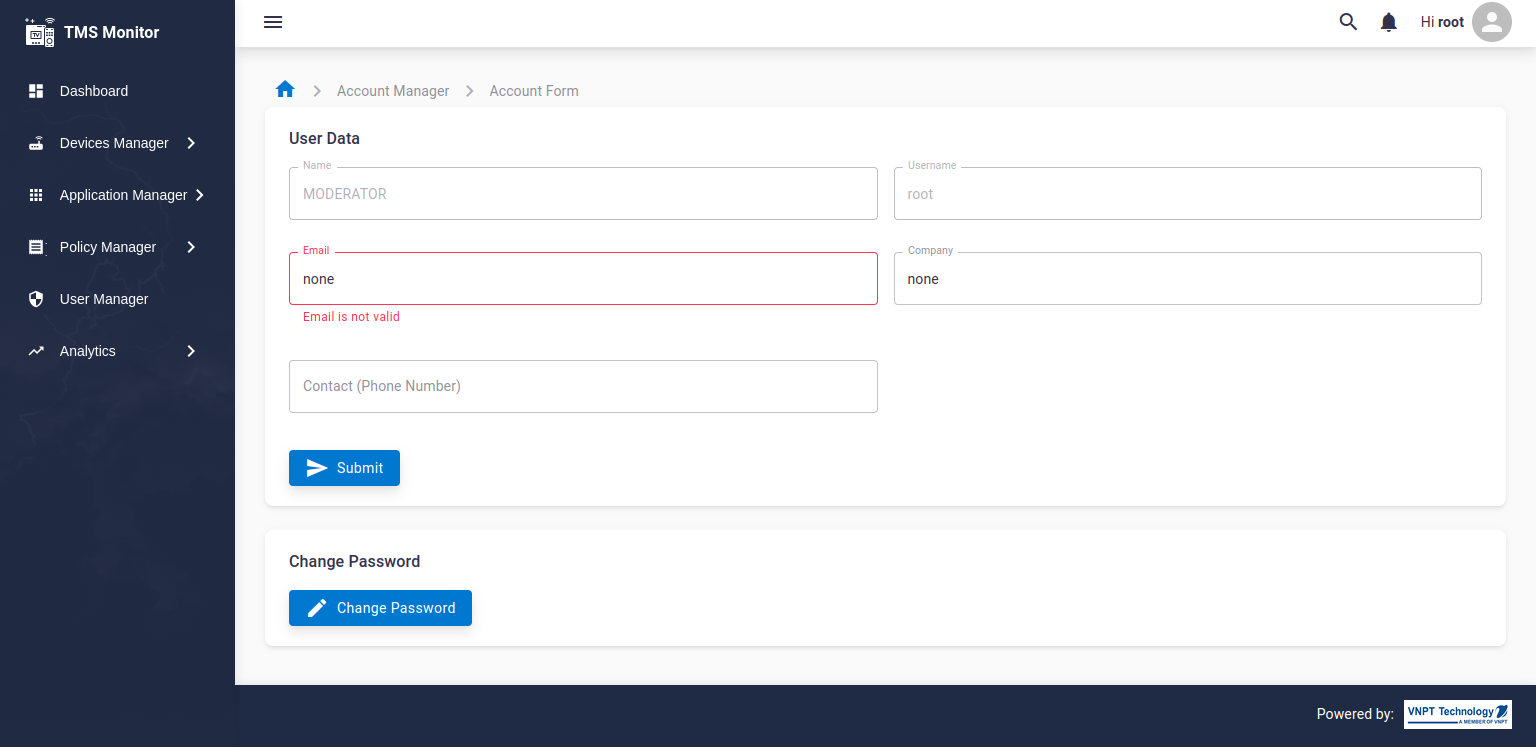 TV
TMS Monitor
Hi root
Dashboard
Devices Manager
Application Manager
Policy Manager
User Manager
Analytics
Account Manager
Account Form
User Data
Name
MODERATOR
Username
root
Email
none
Email is not valid
Company
none
Contact (Phone Number)
Submit
Change Password
Change Password
Powered by:
VNPT Technology
A MEMBER OF VNPT